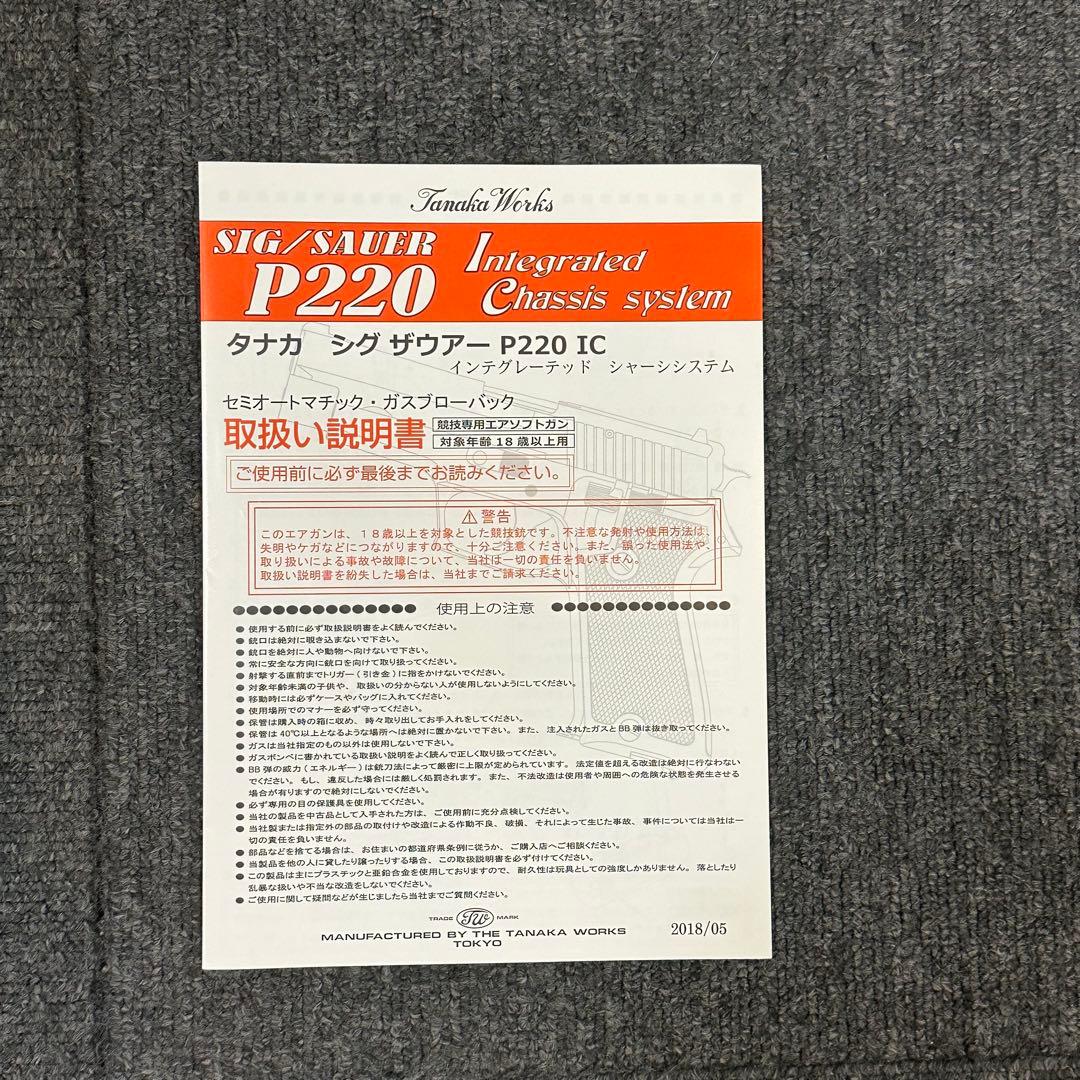 Tanaka Works
SIG/SAUER
P220
Integrated
Chassis system
タナカ シグ ザウアー P220 IC
インテグレーテッド シャーシシステム
セミオートマチック・ガスブローバック
取扱い説明書
競技専用エアソフトガン
対象年齢 18 歳以上用
ご使用前に必ず最後までお読みください。
⚠警告
このエアガンは、18歳以上を対象とした競技銃です。不注意な発射や使用方法は、
失明やケガなどにつながりますので、十分ご注意ください。また、誤った使用法や、
取り扱いによる事故や故障について、当社は一切の責任を負いません。
取扱い説明書を紛失した場合は、当社までご請求ください。
使用上の注意
● 使用する前に必ず取扱説明書をよく読んでください。
● 銃口は絶対に覗き込まないで下さい。
● 銃口を絶対に人や動物へ向けないで下さい。
● 常に安全な方向に銃口を向けて取り扱ってください。
● 射撃する直前までトリガー(引き金)に指をかけないでください。
● 対象年齢未満の子供や、取扱いの分からない人が使用しないようにしてください。
● 移動時には必ずケースやバッグに入れてください。
● 使用場所でのマナーを必ず守ってください。
● 保管は購入時の箱に収め、時々取り出してお手入れをしてください。
● 保管は40℃以上となるような場所へは絶対に置かないで下さい。また、注入されたガスとBB弾は抜き取ってください。
● ガスは当社指定のもの以外は使用しないで下さい。
● ガスボンベに書かれている取扱い説明をよく読んで正しく取り扱ってください。
● BB弾の威力(エネルギー)は銃刀法によって厳密に上限が定められています。法定値を超える改造は絶対に行なわない
でください。もし、違反した場合には厳しく処罰されます。また、不法改造は使用者や周囲への危険な状態を発生させる
場合が有りますので絶対にしないでください。
● 必ず専用の目の保護具を使用してください。
● 当社の製品を中古品として入手された方は、ご使用前に充分点検してください。
● 当社製または指定外の部品の取付けや改造による作動不良、破損、それによって生じた事故、事件については当社は一
切の責任を負いません。
● 部品などを捨てる場合は、お住まいの都道府県条例に従うか、ご購入店へご相談ください。
● 当製品を他の人に貸したり譲ったりする場合、この取扱説明書を必ず付けてください。
● この製品は主にプラスチックと亜鉛合金を使用しておりますので、耐久性は玩具としての強度しかありません。落としたり
乱暴な扱いや不当な改造をしないでください。
● ご使用に関して疑問などが生じましたら当社までご質問ください。
TRADE TW MARK
MANUFACTURED BY THE TANAKA WORKS
TOKYO
2018/05